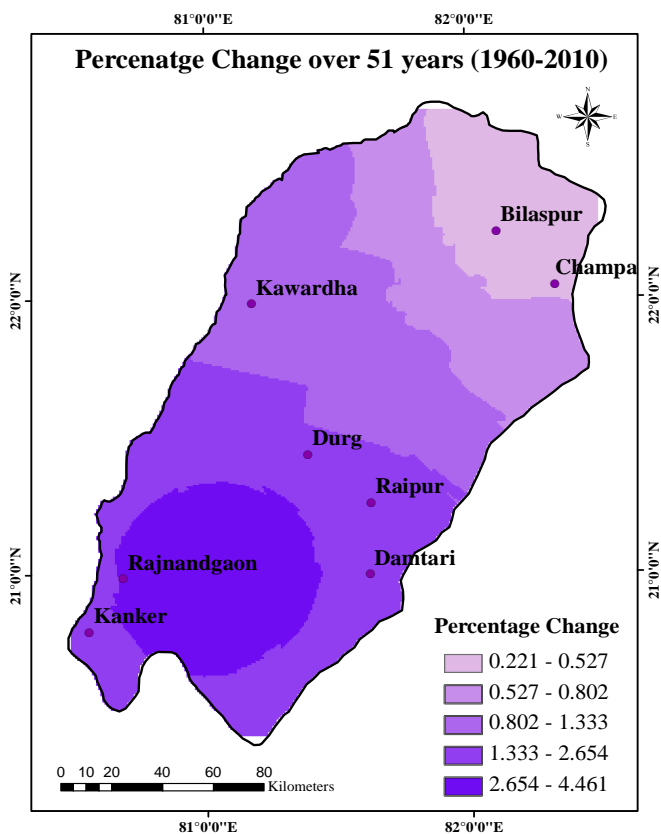 81°0'0"E 82°0'0"E
Percenatge Change over 51 years (1960-2010)
N
W E
S
Bilaspur
Champa
22°0'0"N 22°0'0"N
Kawardha
Durg
Raipur
21°0'0"N 21°0'0"N
Rajnandgaon
Damtari
Kanker
Percentage Change
0.221 - 0.527
0.527 - 0.802
0.802 - 1.333
1.333 - 2.654
2.654 - 4.461
0 10 20 40 60 80
Kilometers
81°0'0"E 82°0'0"E